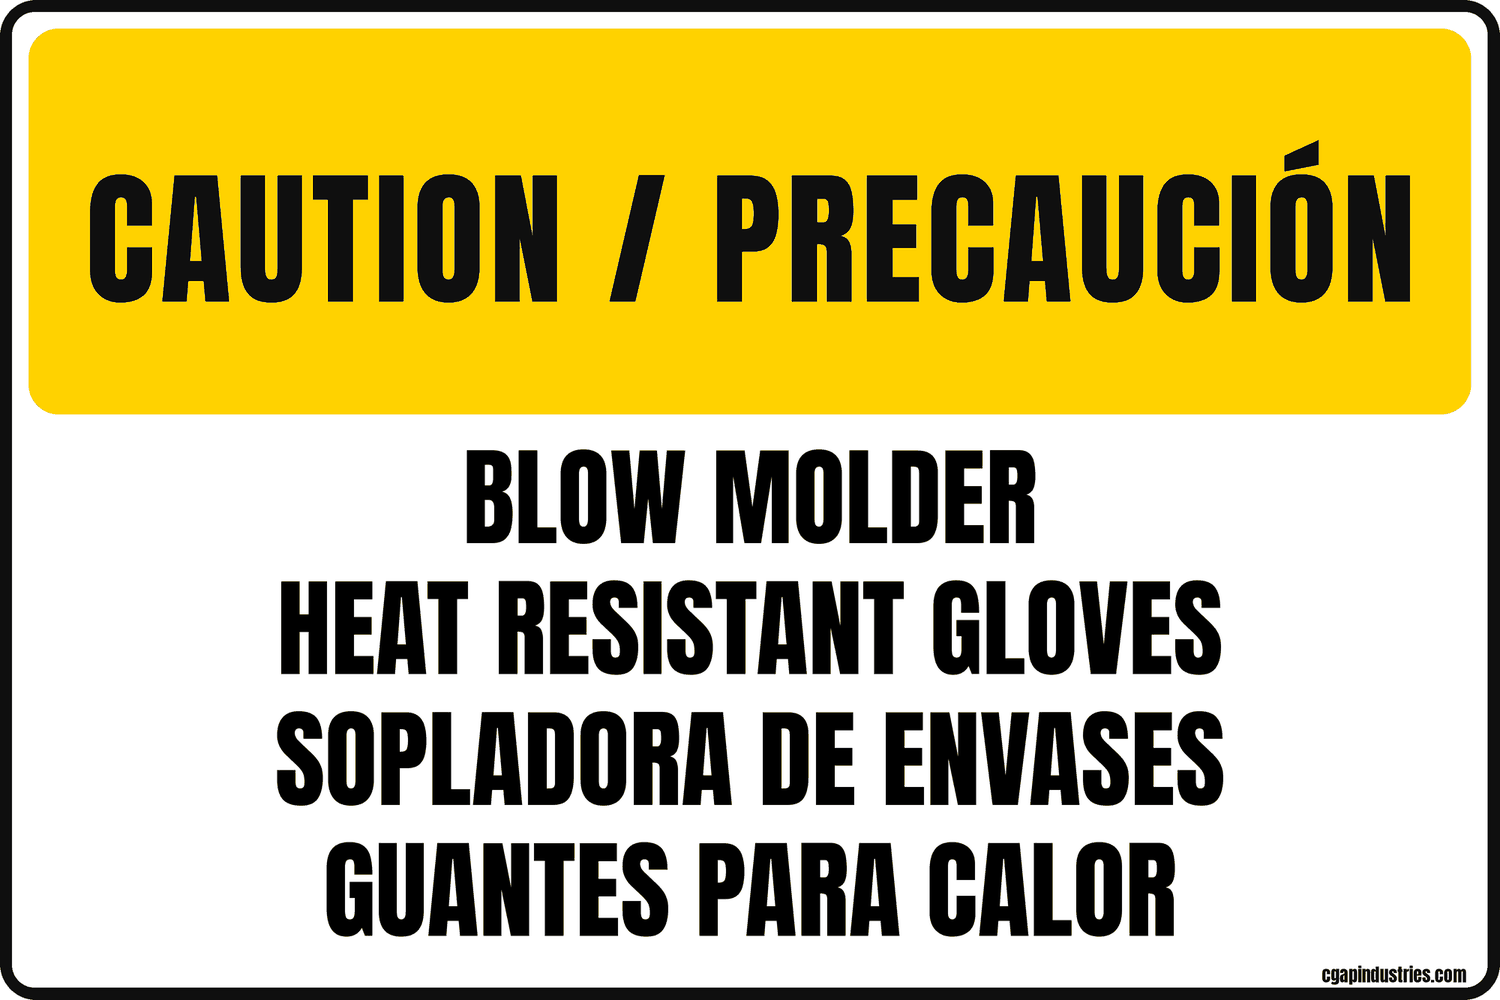 CAUTION / PRECAUCIÓN
BLOW MOLDER
HEAT RESISTANT GLOVES
SOPLADORA DE ENVASES
GUANTES PARA CALOR
cgapindustries.com